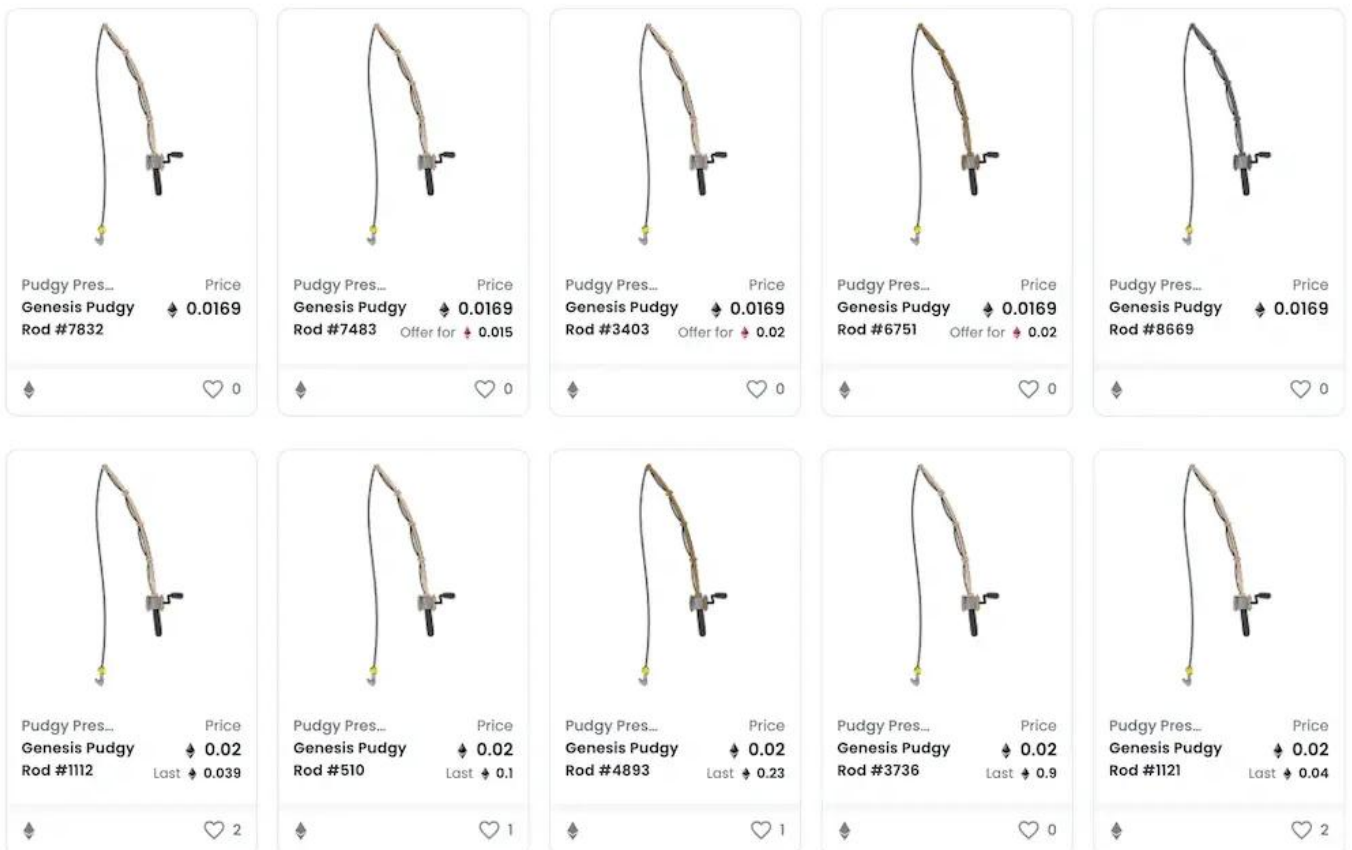 Pudgy Pres... Price
Genesis Pudgy 0.0169
Rod #7832
0
Pudgy Pres... Price
Genesis Pudgy 0.0169
Rod #7483 Offer for 0.015
0
Pudgy Pres... Price
Genesis Pudgy 0.0169
Rod #3403 Offer for 0.02
0
Pudgy Pres... Price
Genesis Pudgy 0.0169
Rod #6751 Offer for 0.02
0
Pudgy Pres... Price
Genesis Pudgy 0.0169
Rod #8669
0
Pudgy Pres... Price
Genesis Pudgy 0.02
Rod #1112 Last 0.039
2
Pudgy Pres... Price
Genesis Pudgy 0.02
Rod #510 Last 0.1
1
Pudgy Pres... Price
Genesis Pudgy 0.02
Rod #4893 Last 0.23
1
Pudgy Pres... Price
Genesis Pudgy 0.02
Rod #3736 Last 0.9
0
Pudgy Pres... Price
Genesis Pudgy 0.02
Rod #1121 Last 0.04
2